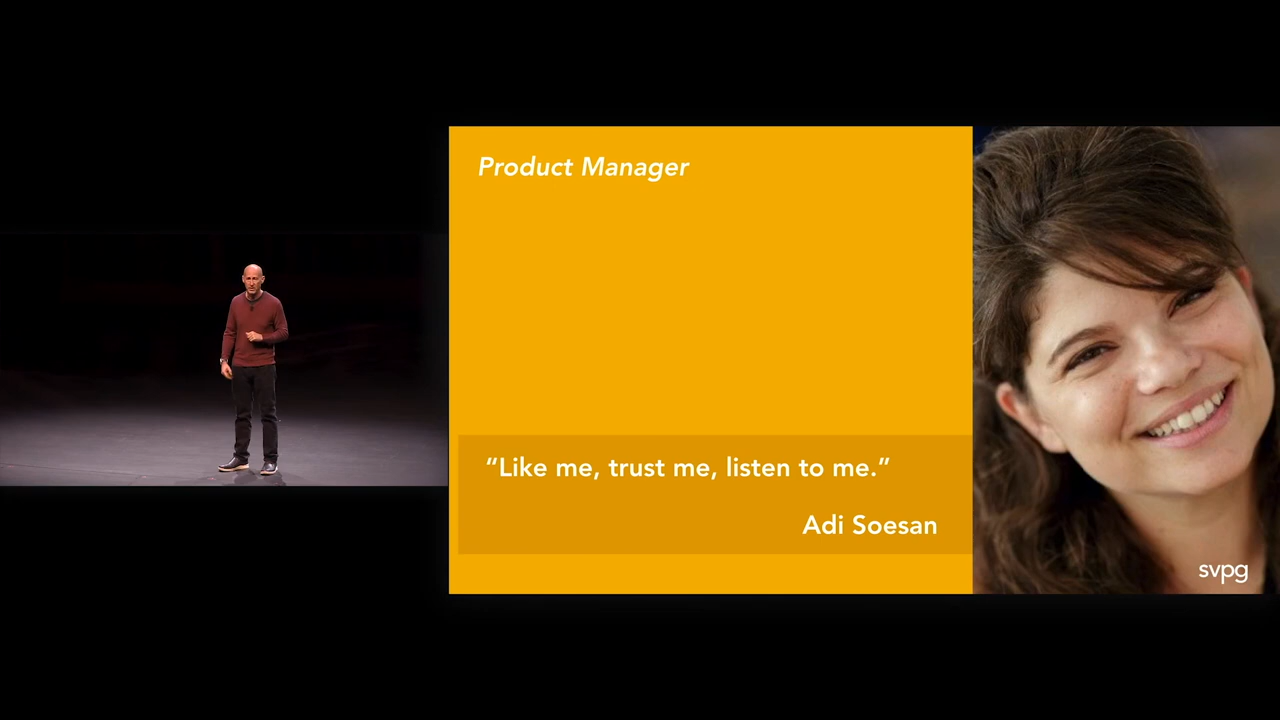 Product Manager
“Like me, trust me, listen to me.”
Adi Soesan
svpg